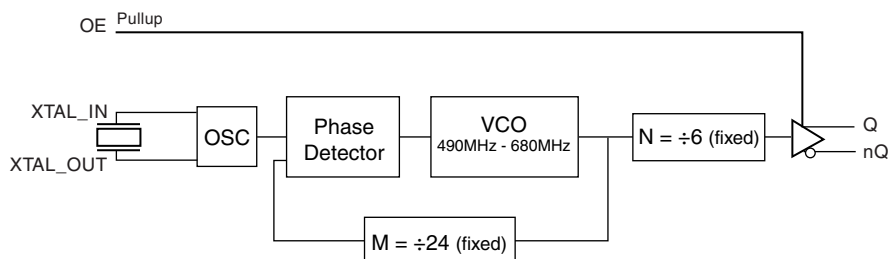 OE Pullup
XTAL_IN
XTAL_OUT
OSC
Phase
Detector
VCO
490MHz - 680MHz
N = ÷6 (fixed)
Q
nQ
M = ÷24 (fixed)